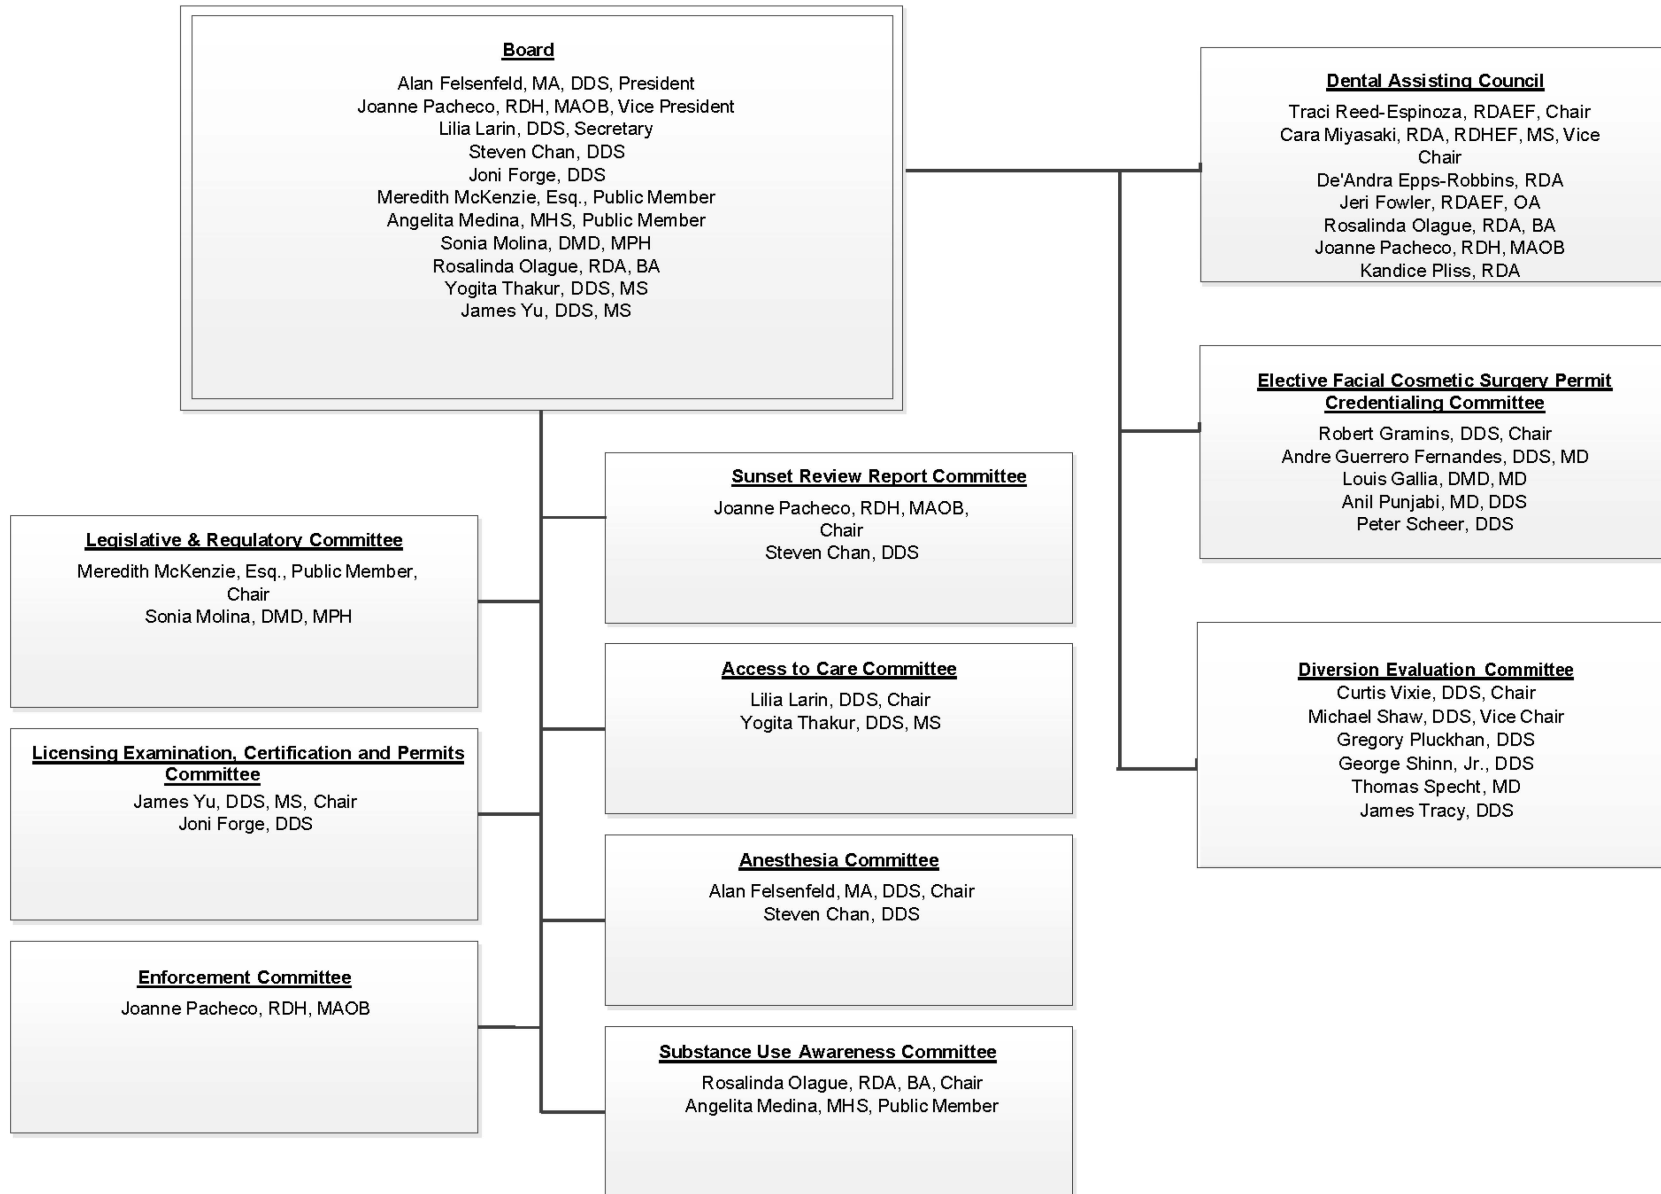 Board
Alan Felsenfeld, MA, DDS, President
Joanne Pacheco, RDH, MAOB, Vice President
Lilia Larin, DDS, Secretary
Steven Chan, DDS
Joni Forge, DDS
Meredith McKenzie, Esq., Public Member
Angelita Medina, MHS, Public Member
Sonia Molina, DMD, MPH
Rosalinda Olague, RDA, BA
Yogita Thakur, DDS, MS
James Yu, DDS, MS
Dental Assisting Council
Traci Reed-Espinoza, RDAEF, Chair
Cara Miyasaki, RDA, RDHEF, MS, Vice
Chair
De'Andra Epps-Robbins, RDA
Jeri Fowler, RDAEF, OA
Rosalinda Olague, RDA, BA
Joanne Pacheco, RDH, MAOB
Kandice Pliss, RDA
Elective Facial Cosmetic Surgery Permit
Credentialing Committee
Robert Gramins, DDS, Chair
Andre Guerrero Fernandes, DDS, MD
Louis Gallia, DMD, MD
Anil Punjabi, MD, DDS
Peter Scheer, DDS
Diversion Evaluation Committee
Curtis Vixie, DDS, Chair
Michael Shaw, DDS, Vice Chair
Gregory Pluckhan, DDS
George Shinn, Jr., DDS
Thomas Specht, MD
James Tracy, DDS
Sunset Review Report Committee
Joanne Pacheco, RDH, MAOB,
Chair
Steven Chan, DDS
Legislative & Regulatory Committee
Meredith McKenzie, Esq., Public Member,
Chair
Sonia Molina, DMD, MPH
Access to Care Committee
Lilia Larin, DDS, Chair
Yogita Thakur, DDS, MS
Licensing Examination, Certification and Permits
Committee
James Yu, DDS, MS, Chair
Joni Forge, DDS
Anesthesia Committee
Alan Felsenfeld, MA, DDS, Chair
Steven Chan, DDS
Enforcement Committee
Joanne Pacheco, RDH, MAOB
Substance Use Awareness Committee
Rosalinda Olague, RDA, BA, Chair
Angelita Medina, MHS, Public Member